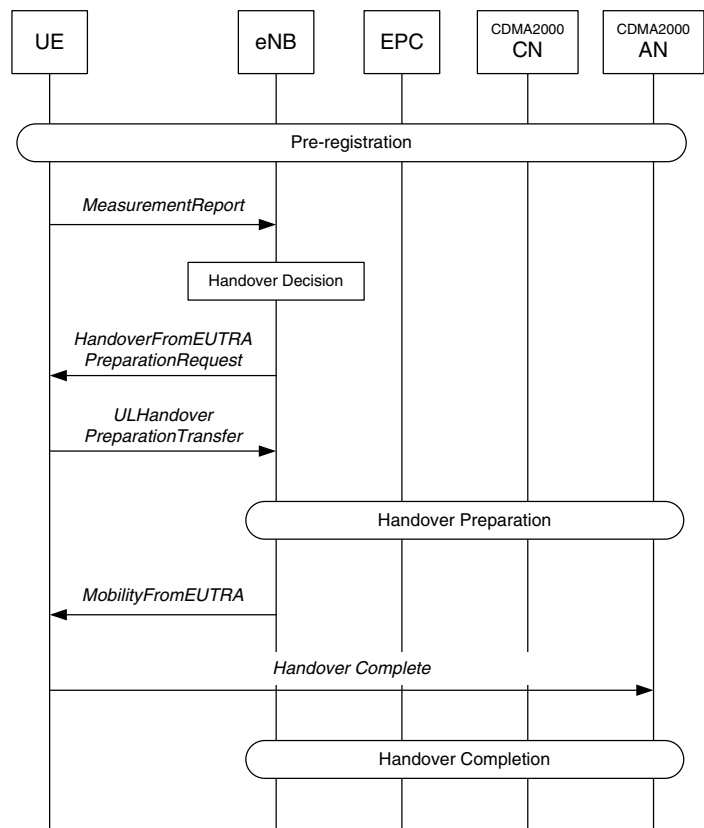 UE
eNB
EPC
CDMA2000
CN
CDMA2000
AN
Pre-registration
MeasurementReport
Handover Decision
HandoverFromEUTRA
PreparationRequest
ULHandover
PreparationTransfer
Handover Preparation
MobilityFromEUTRA
Handover Complete
Handover Completion